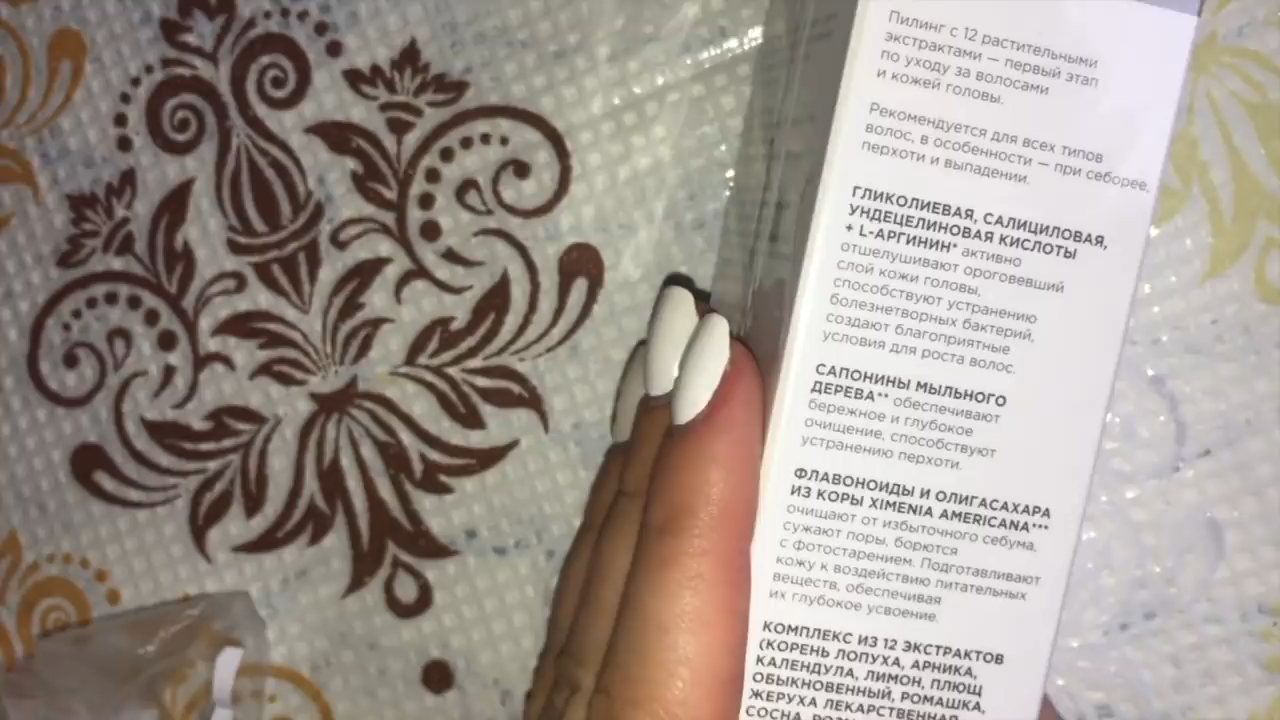 Пилинг с 12 растительными
экстрактами — первый этап
по уходу за волосами
и кожей головы.
Рекомендуется для всех типов
волос, в особенности — при себорее,
перхоти и выпадении.
ГЛИКОЛИЕВАЯ, САЛИЦИЛОВАЯ,
УНДЕЦЕЛИНОВАЯ КИСЛОТЫ
+ L-АРГИНИН* активно
отшелушивают ороговевший
слой кожи головы,
способствуют устранению
болезнетворных бактерий,
создают благоприятные
условия для роста волос.
САПОНИНЫ МЫЛЬНОГО
ДЕРЕВА** обеспечивают
бережное и глубокое
очищение, способствуют
устранению перхоти.
ФЛАВОНОИДЫ И ОЛИГАСАХАРА
ИЗ КОРЫ XIMENIA AMERICANA***
очищают от избыточного себума,
сужают поры, борются
с фотостарением. Подготавливают
кожу к воздействию питательных
веществ, обеспечивая
их глубокое усвоение.
КОМПЛЕКС ИЗ 12 ЭКСТРАКТОВ
(КОРЕНЬ ЛОПУХА, АРНИКА,
КАЛЕНДУЛА, ЛИМОН, ПЛЮЩ
ОБЫКНОВЕННЫЙ, РОМАШКА,
ЖЕРУХА ЛЕКАРСТВЕННАЯ,
СОСНА,